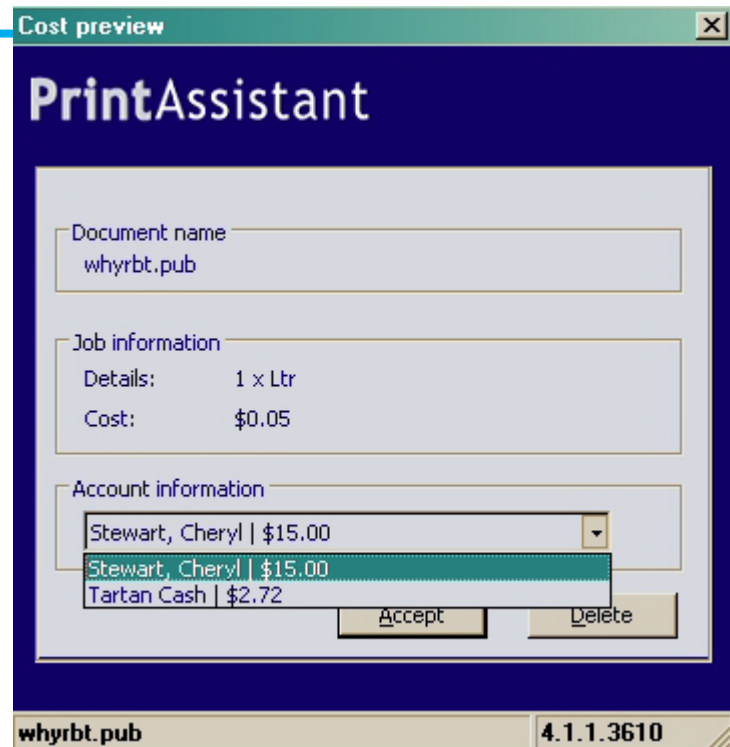 Cost preview
PrintAssistant
Document name
whyrbt.pub
Job information
Details: 1 x Ltr
Cost: $0.05
Account information
Stewart, Cheryl | $15.00
Stewart, Cheryl | $15.00
Tartan Cash | $2.72
Accept Delete
whyrbt.pub 4.1.1.3610